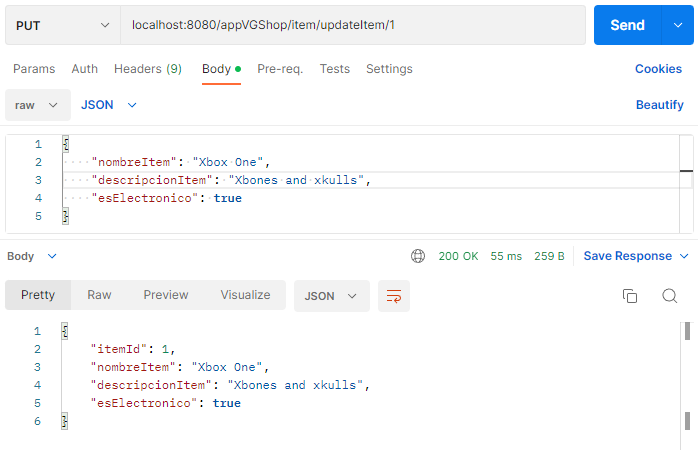 PUT localhost:8080/appVGShop/item/updateItem/1 Send
Params Auth Headers (9) Body Pre-req. Tests Settings Cookies
raw JSON Beautify
1 {
2 "nombreItem": "Xbox One",
3 "descripcionItem": "Xbones and xkulls",
4 "esElectronico": true
5 }
Body 200 OK 55 ms 259 B Save Response
Pretty Raw Preview Visualize JSON
1 {
2 "itemId": 1,
3 "nombreItem": "Xbox One",
4 "descripcionItem": "Xbones and xkulls",
5 "esElectronico": true
6 }